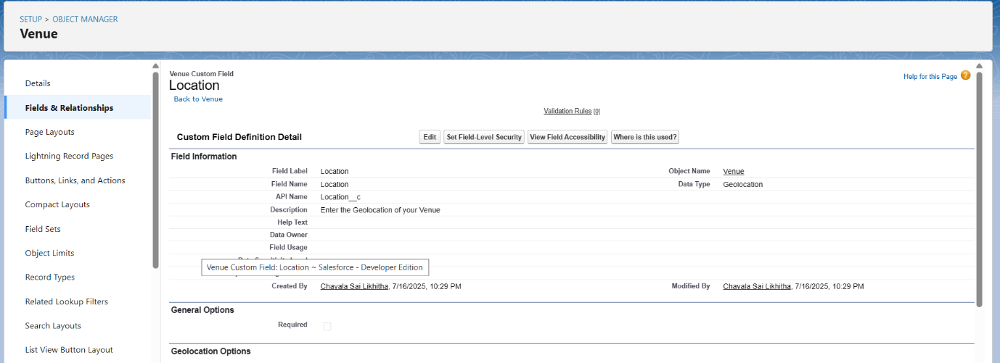 SETUP > OBJECT MANAGER
Venue
Details
Fields & Relationships
Page Layouts
Lightning Record Pages
Buttons, Links, and Actions
Compact Layouts
Field Sets
Object Limits
Record Types
Related Lookup Filters
Search Layouts
List View Button Layout
Venue Custom Field
Location
Back to Venue
Help for this Page ?
Validation Rules [0]
Custom Field Definition Detail
Edit Set Field-Level Security View Field Accessibility Where is this used?
Field Information
Field Label Location Object Name Venue
Field Name Location Data Type Geolocation
API Name Location__c
Description Enter the Geolocation of your Venue
Help Text
Data Owner
Field Usage
Venue Custom Field: Location ~ Salesforce - Developer Edition
Created By Chavala Sai Likhitha, 7/16/2025, 10:29 PM Modified By Chavala Sai Likhitha, 7/16/2025, 10:29 PM
General Options
Required
Geolocation Options